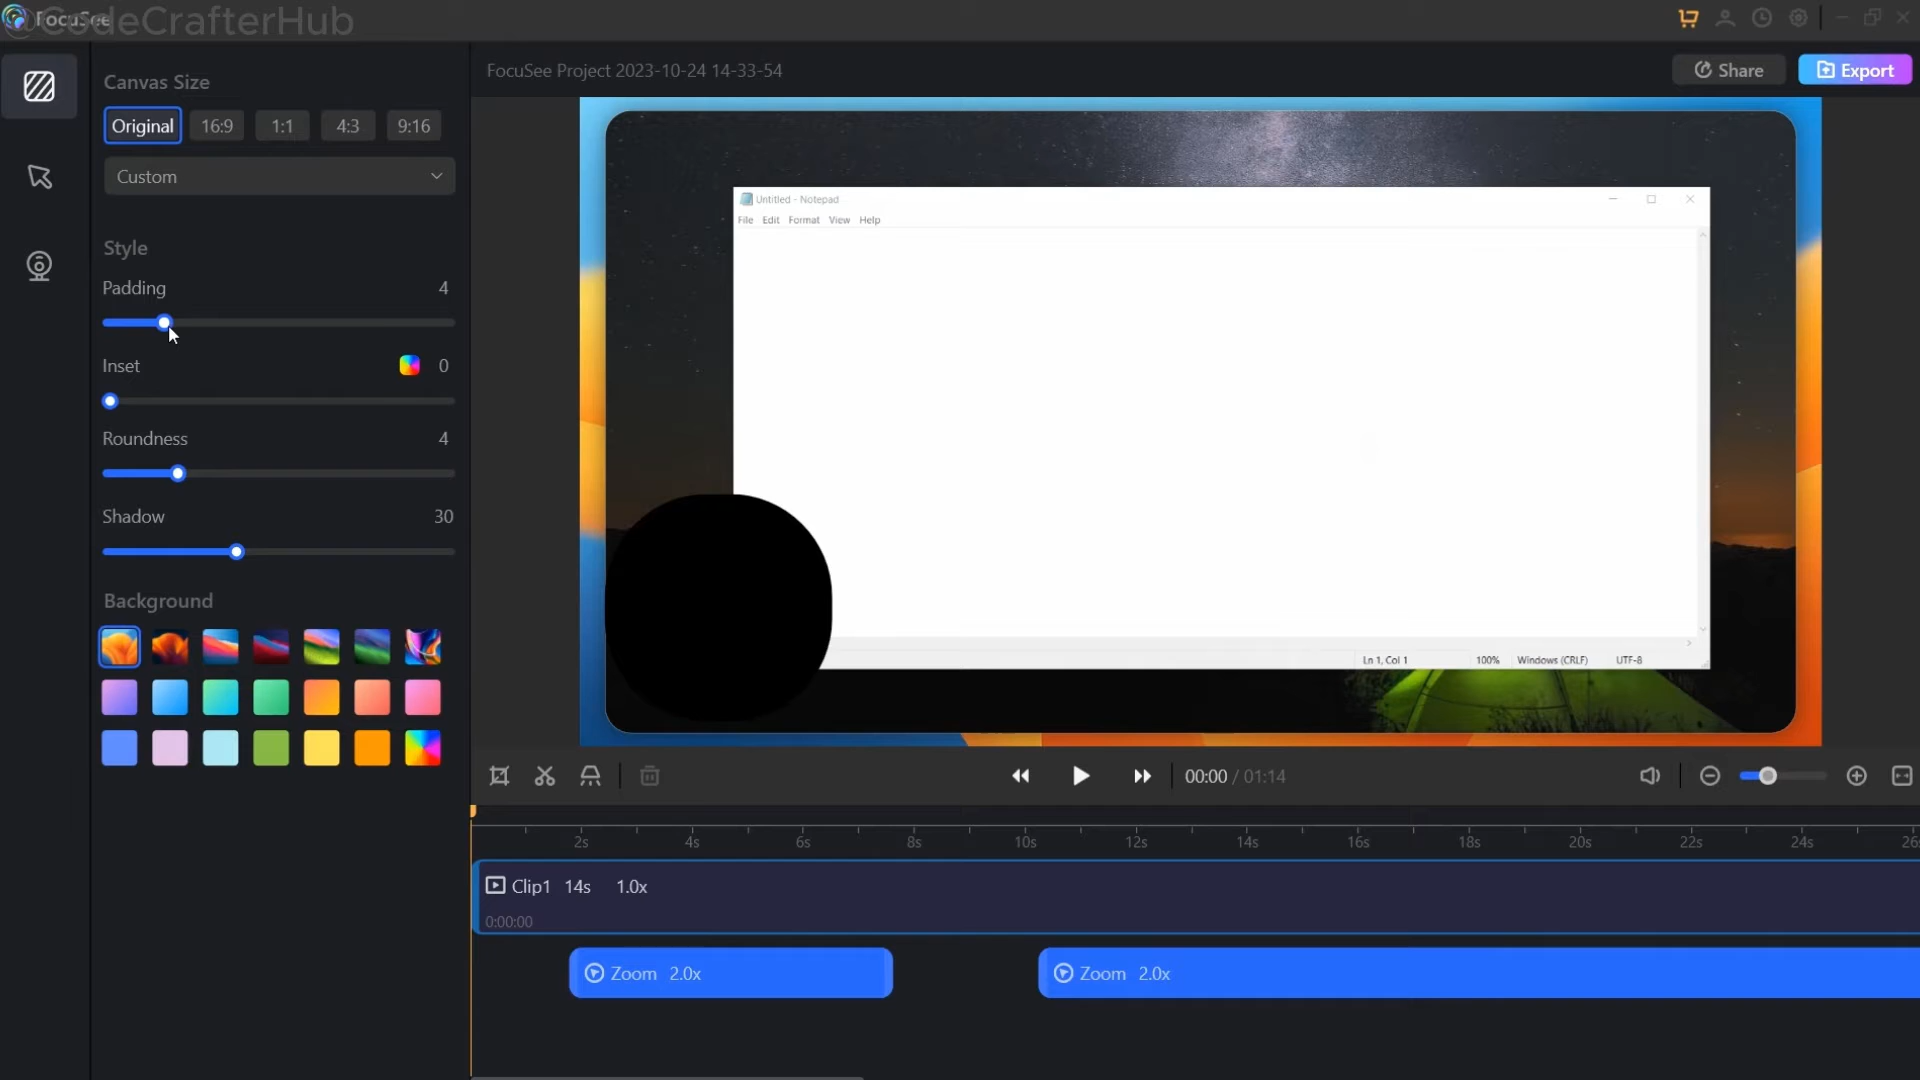 FocuSee
@CodeCrafterHub
Canvas Size
Original 16:9 1:1 4:3 9:16
Custom
Style
Padding 4
Inset 0
Roundness 4
Shadow 30
Background
FocuSee Project 2023-10-24 14-33-54
Share
Export
Untitled - Notepad
File Edit Format View Help
Ln 1, Col 1 100% Windows (CRLF) UTF-8
00:00 / 01:14
2s 4s 6s 8s 10s 12s 14s 16s 18s 20s 22s 24s 26s
Clip1 14s 1.0x
0:00:00
Zoom 2.0x
Zoom 2.0x